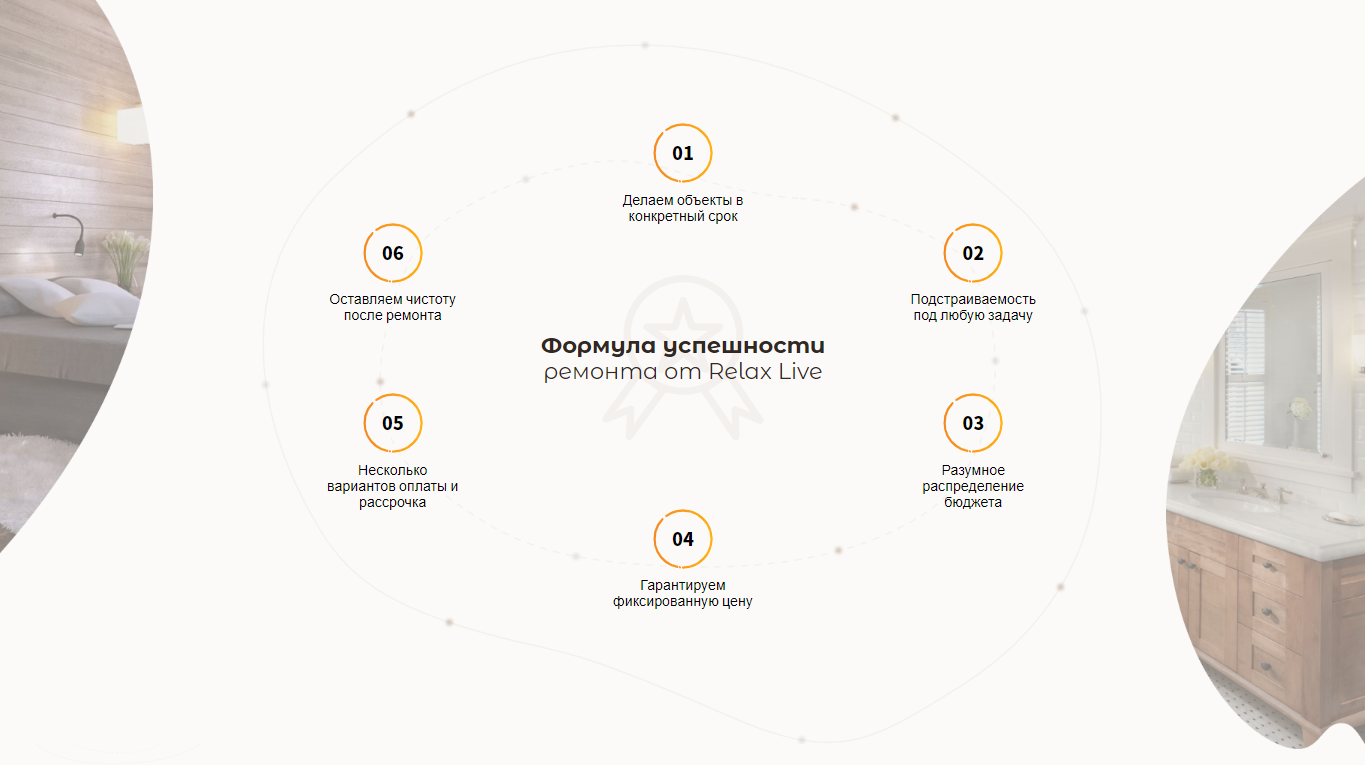 01
Делаем объекты в
конкретный срок
02
Подстраиваемость
под любую задачу
03
Разумное
распределение
бюджета
04
Гарантируем
фиксированную цену
05
Несколько
вариантов оплаты и
рассрочка
06
Оставляем чистоту
после ремонта
Формула успешности
ремонта от Relax Live